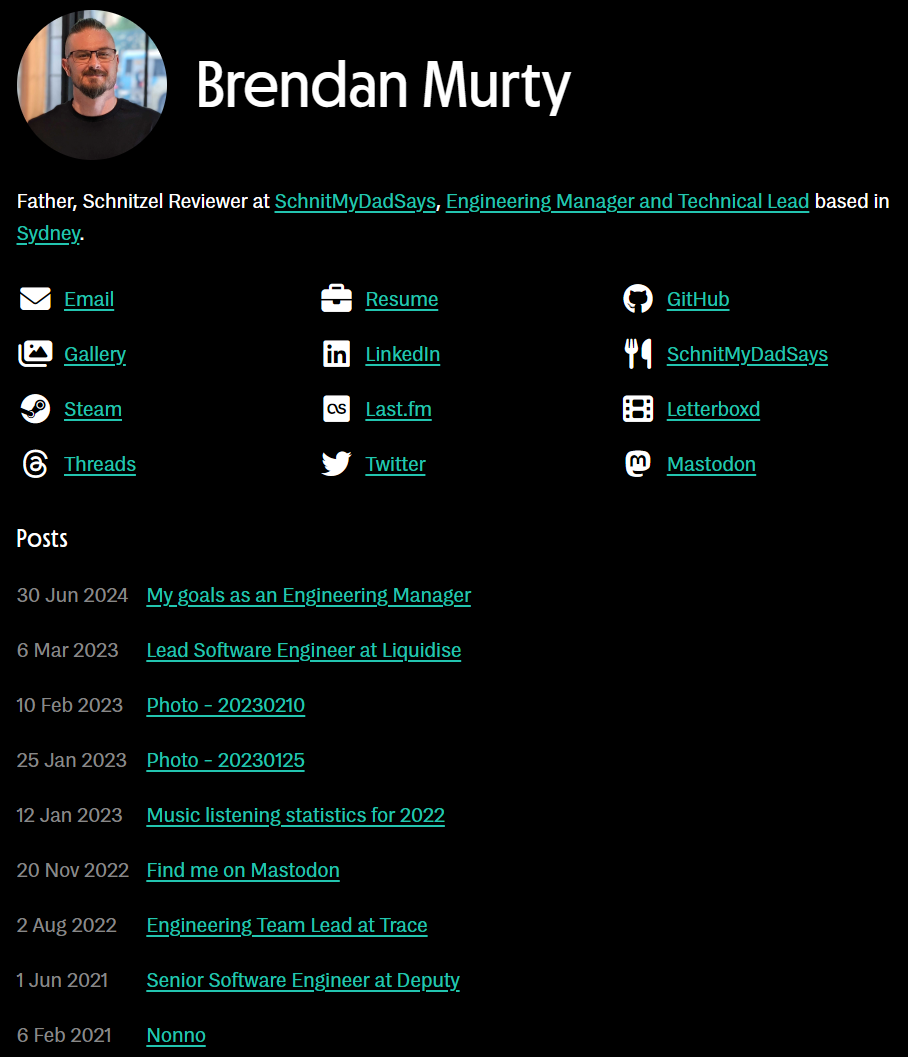 Brendan Murty
Father, Schnitzel Reviewer at SchnitMyDadSays, Engineering Manager and Technical Lead based in
Sydney.
Email Resume GitHub
Gallery LinkedIn SchnitMyDadSays
Steam Last.fm Letterboxd
Threads Twitter Mastodon
Posts
30 Jun 2024 My goals as an Engineering Manager
6 Mar 2023 Lead Software Engineer at Liquidise
10 Feb 2023 Photo - 20230210
25 Jan 2023 Photo - 20230125
12 Jan 2023 Music listening statistics for 2022
20 Nov 2022 Find me on Mastodon
2 Aug 2022 Engineering Team Lead at Trace
1 Jun 2021 Senior Software Engineer at Deputy
6 Feb 2021 Nonno